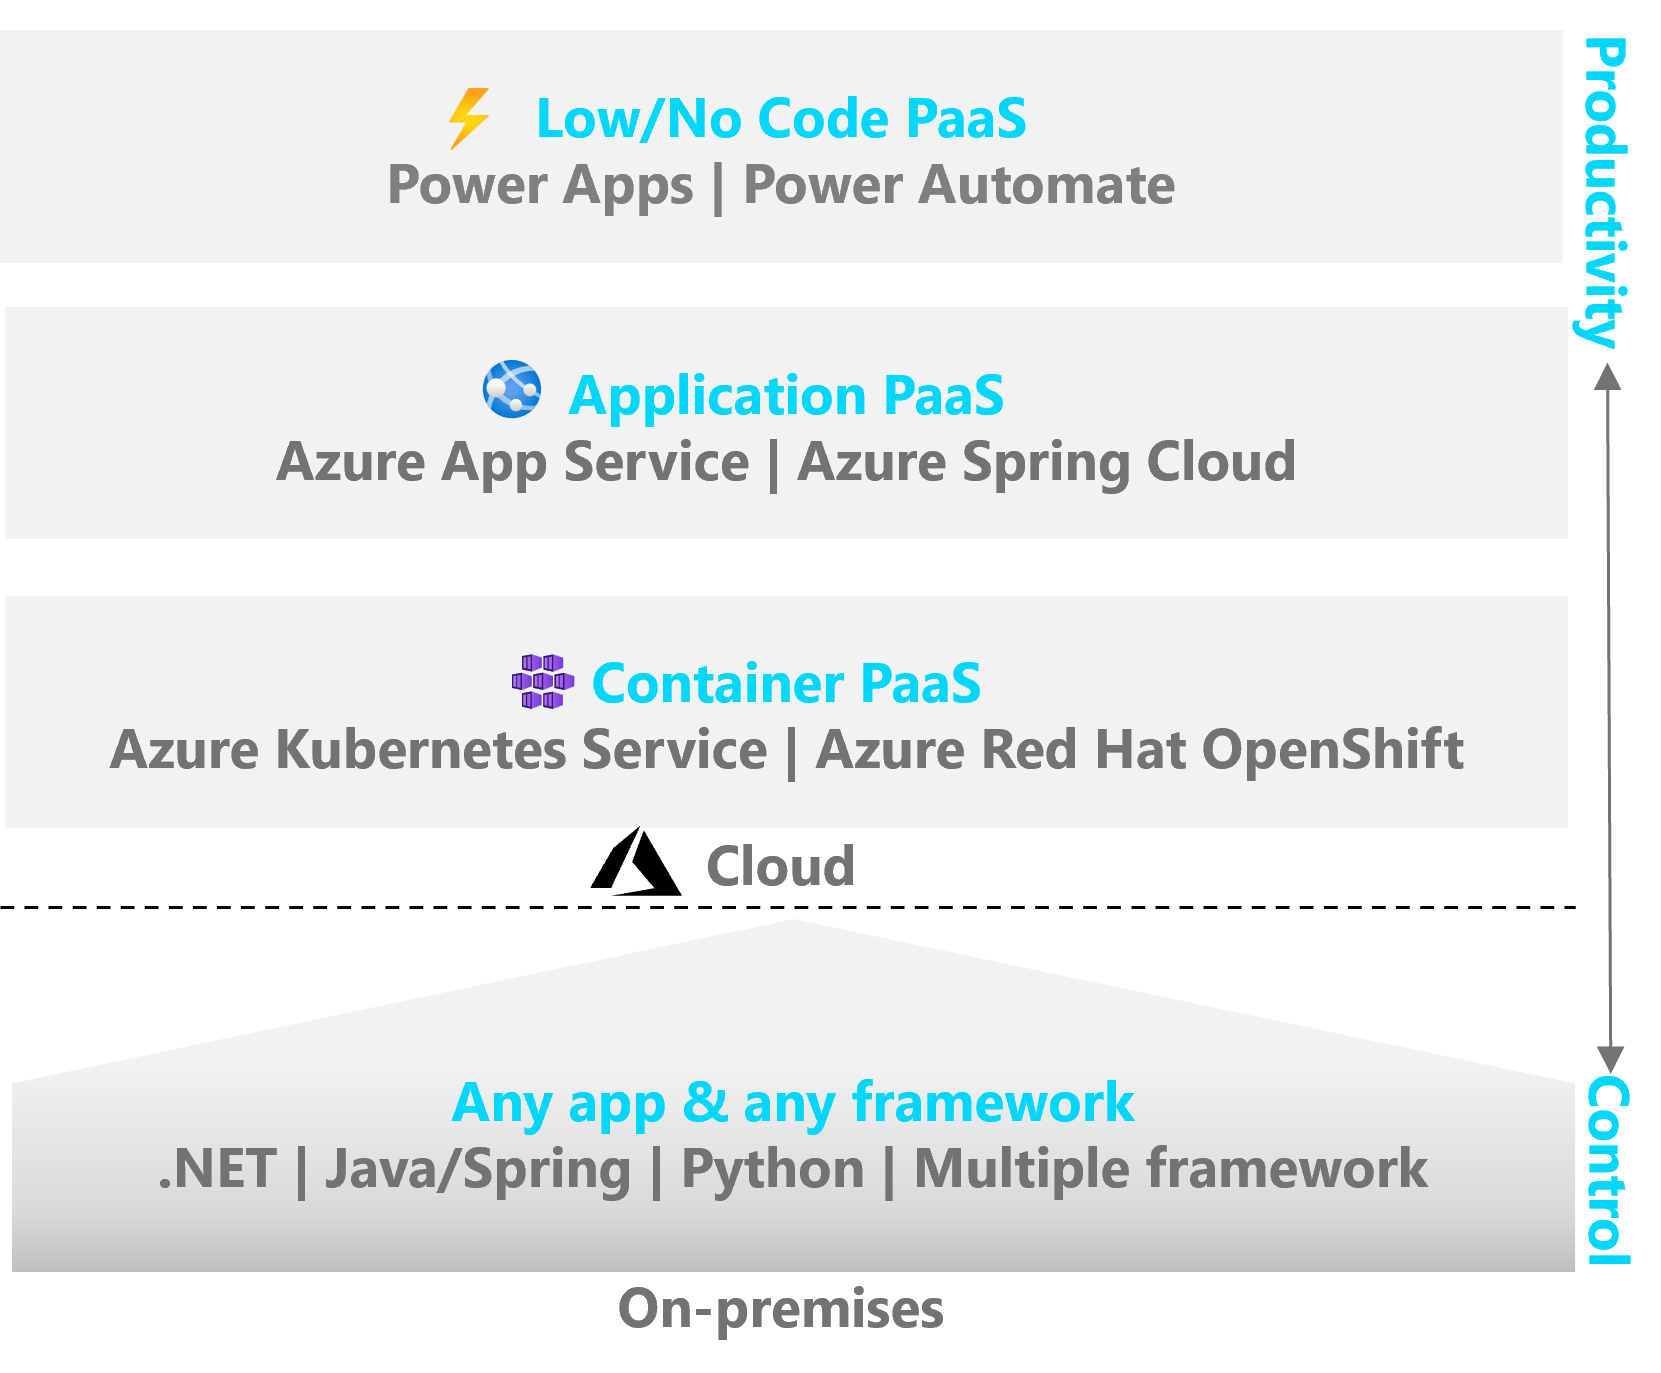 Low/No Code PaaS
Power Apps | Power Automate
Productivity
Application PaaS
Azure App Service | Azure Spring Cloud
Container PaaS
Azure Kubernetes Service | Azure Red Hat OpenShift
Cloud
Any app & any framework
.NET | Java/Spring | Python | Multiple framework
Control
On-premises